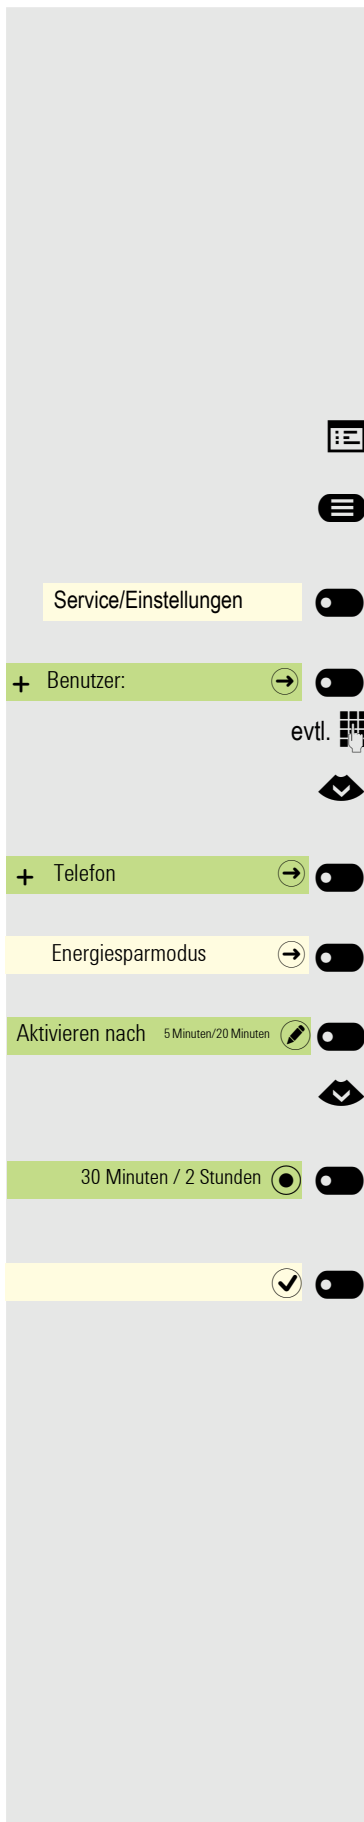 Service/Einstellungen
+ Benutzer:
evtl.
+ Telefon
Energiesparmodus
Aktivieren nach 5 Minuten/20 Minuten
30 Minuten / 2 Stunden